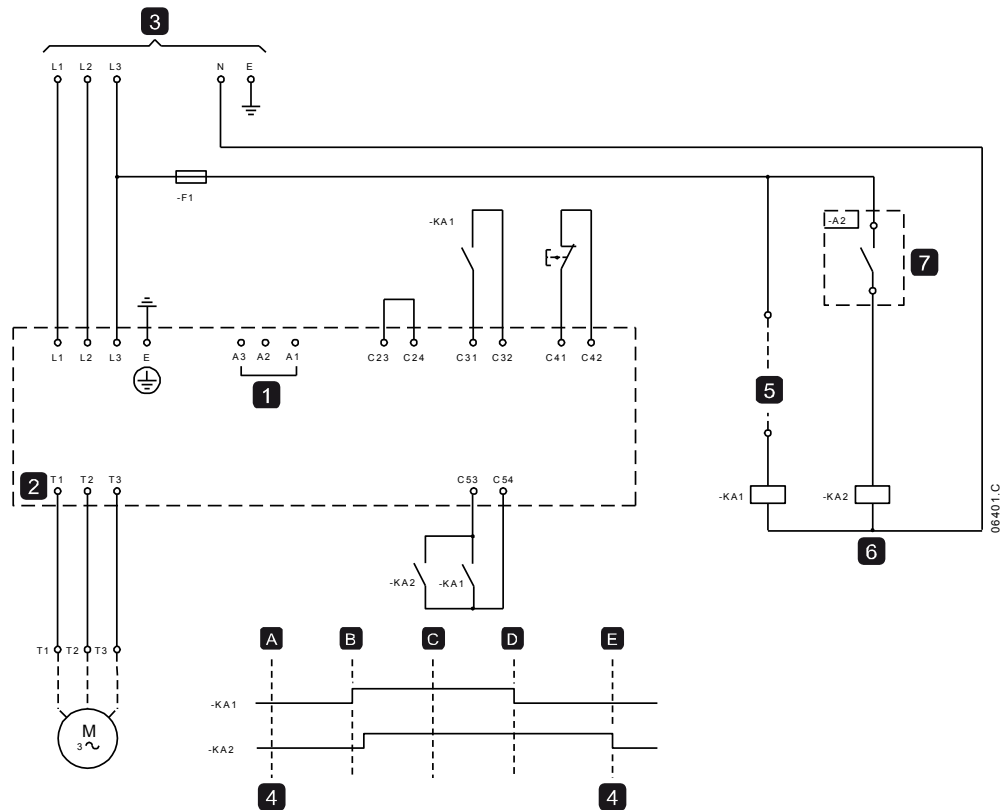 3
L1 L2 L3 N E
-F1
-KA1
-A2
7
L1 L2 L3 E A3 A2 A1 C23 C24 C31 C32 C41 C42
1
5
2 T1 T2 T3 C53 C54
-KA1 -KA2
06401.C
6
-KA2 -KA1
A B C D E
T1 T2 T3
-KA1
M
3
-KA2
4 4